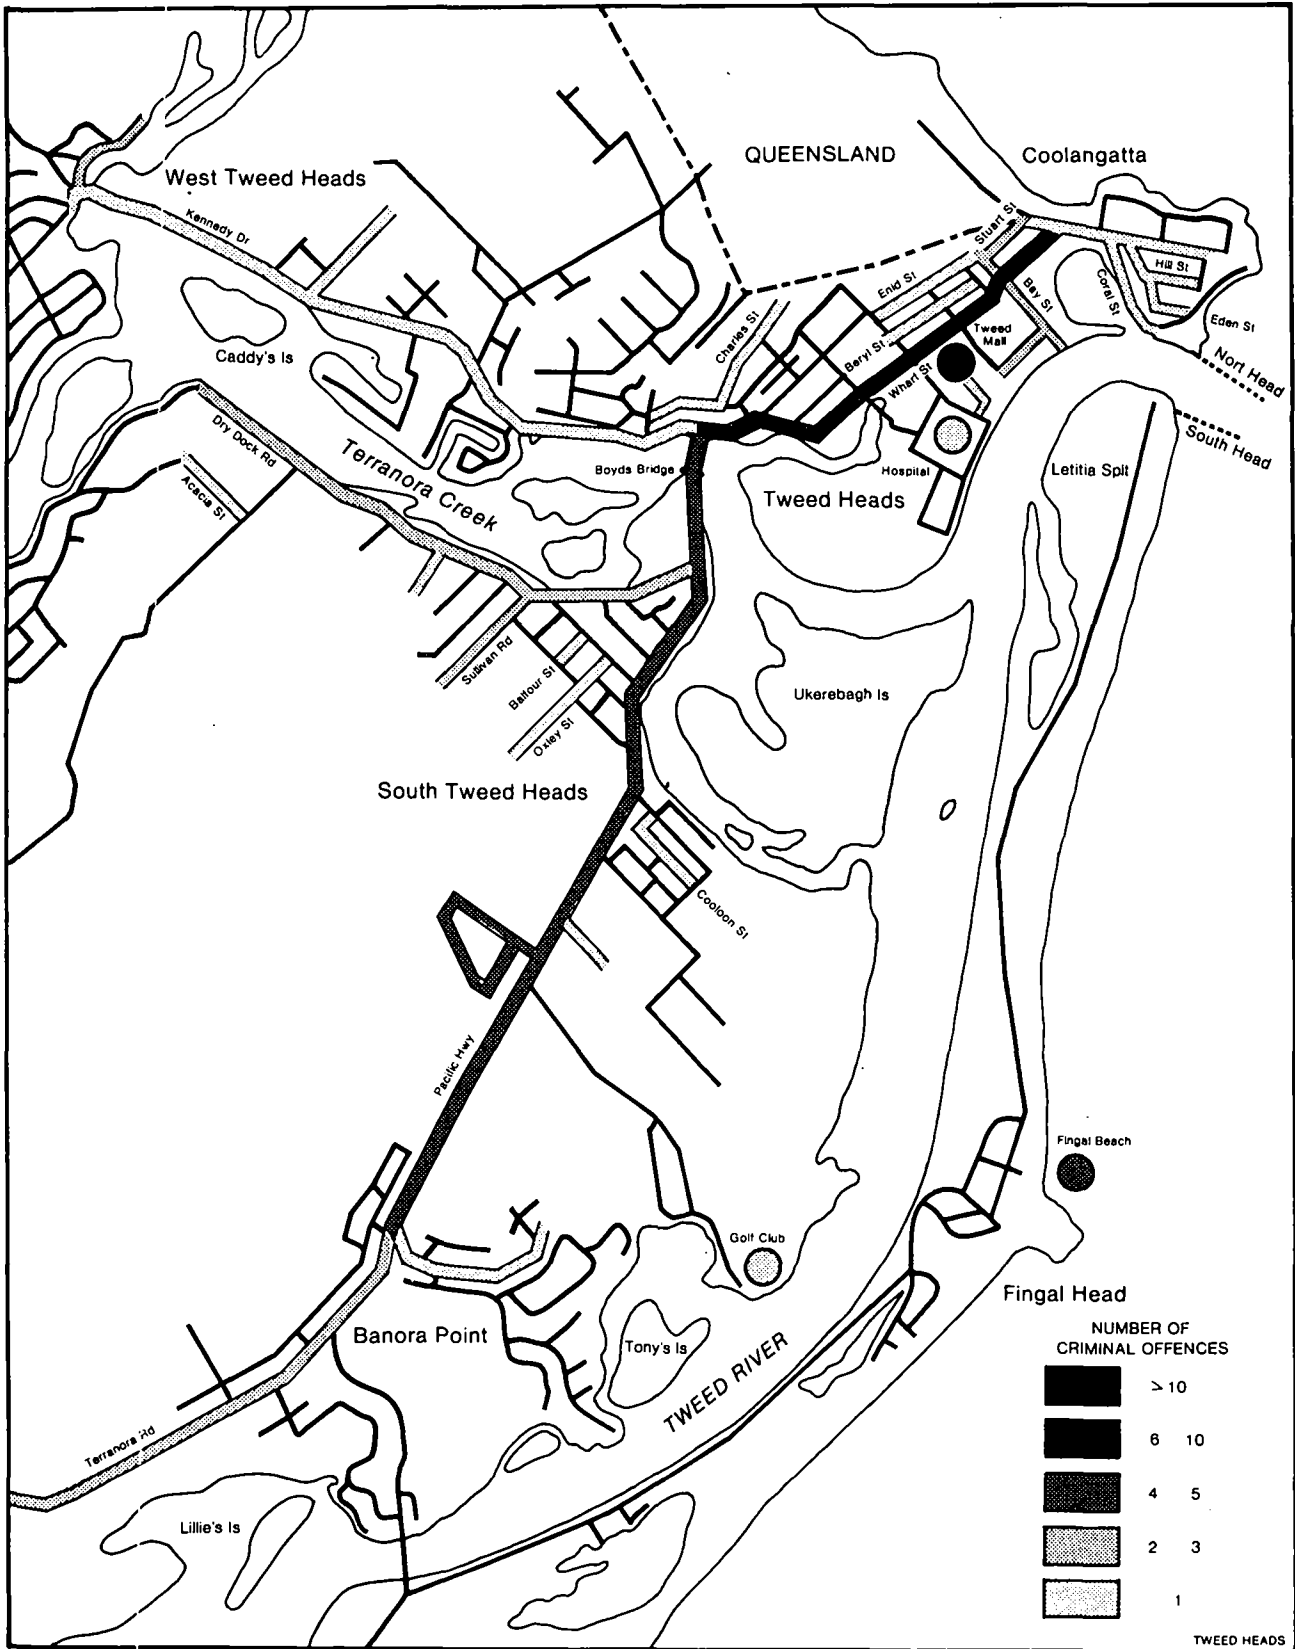 QUEENSLAND
Coolangatta
West Tweed Heads
Kennedy Dr
Stuart St
Hill St
Enid St
Bay St
Coral St
Eden St
Caddy's Is
Charles St
Tweed
Mall
Beryl St
Nort Head
Wharf St
South Head
Dry Dock Rd
Terranora Creek
Boyds Bridge
Hospital
Letitia Spit
Acacia St
Tweed Heads
Sullivan Rd
Balfour St
Ukerebagh Is
Oxley St
South Tweed Heads
Cooloon St
Pacific Hwy
Fingal Beach
Golf Club
Fingal Head
Banora Point
Tony's Is
TWEED RIVER
Terranora Rd
Lillie's Is
NUMBER OF
CRIMINAL OFFENCES
> 10
6 10
4 5
2 3
1
TWEED HEADS